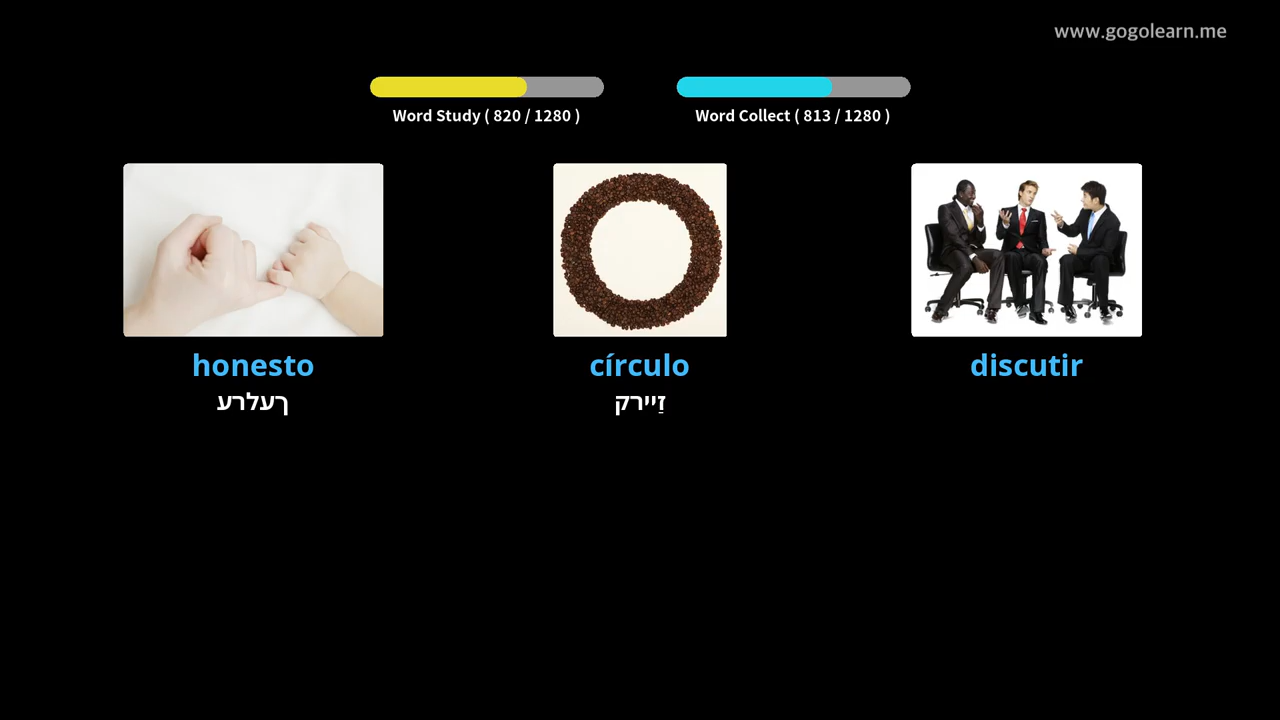 www.gogolearn.me
Word Study ( 820 / 1280 )
Word Collect ( 813 / 1280 )
honesto
ךעלרע
círculo
זַיירק
discutir